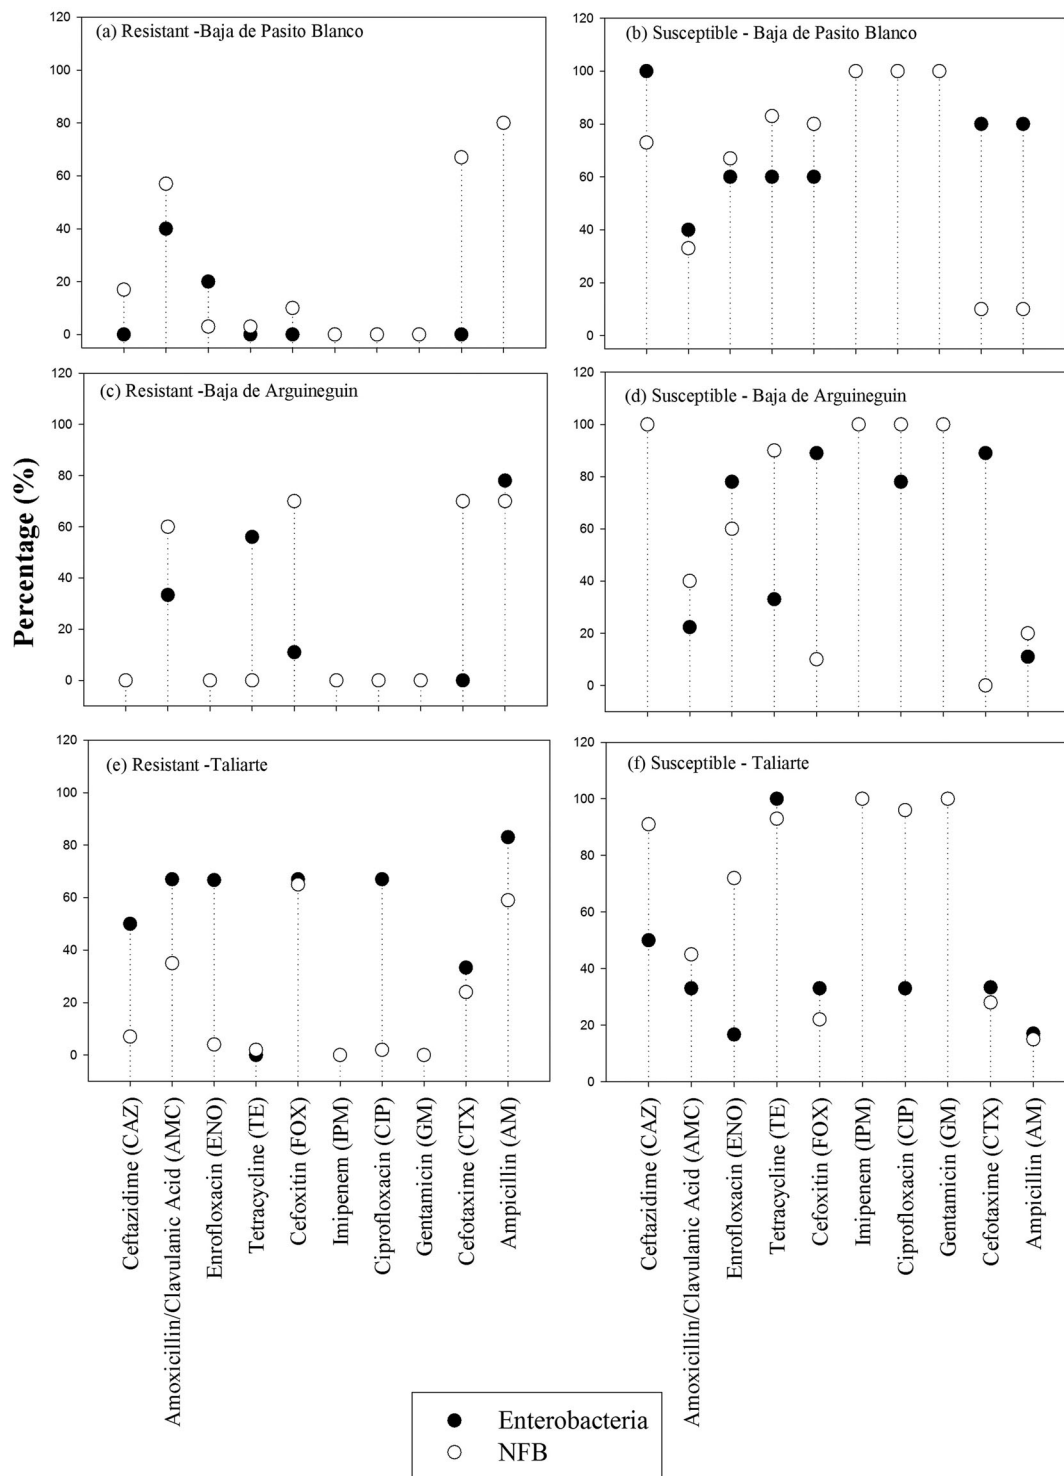 (a) Resistant -Baja de Pasito Blanco
120
100
80
60
40
20
0
(b) Susceptible - Baja de Pasito Blanco
120
100
80
60
40
20
0
(c) Resistant -Baja de Arguineguin
120
100
80
60
40
20
0
(d) Susceptible - Baja de Arguineguin
120
100
80
60
40
20
0
Percentage (%)
(e) Resistant -Taliarte
120
100
80
60
40
20
0
(f) Susceptible - Taliarte
120
100
80
60
40
20
0
Ceftazidime (CAZ)
Amoxicillin/Clavulanic Acid (AMC)
Enrofloxacin (ENO)
Tetracycline (TE)
Cefoxitin (FOX)
Imipenem (IPM)
Ciprofloxacin (CIP)
Gentamicin (GM)
Cefotaxime (CTX)
Ampicillin (AM)
Ceftazidime (CAZ)
Amoxicillin/Clavulanic Acid (AMC)
Enrofloxacin (ENO)
Tetracycline (TE)
Cefoxitin (FOX)
Imipenem (IPM)
Ciprofloxacin (CIP)
Gentamicin (GM)
Cefotaxime (CTX)
Ampicillin (AM)
Enterobacteria
NFB